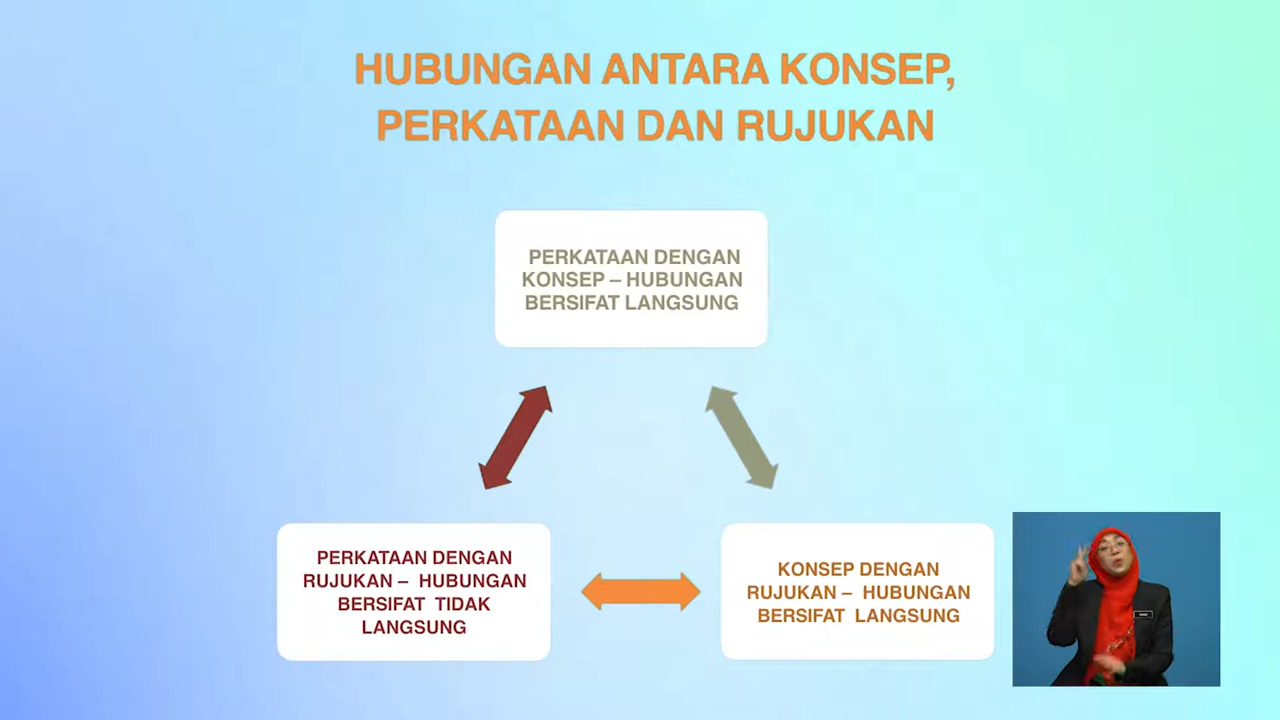 HUBUNGAN ANTARA KONSEP,
PERKATAAN DAN RUJUKAN
PERKATAAN DENGAN
KONSEP – HUBUNGAN
BERSIFAT LANGSUNG
PERKATAAN DENGAN
RUJUKAN – HUBUNGAN
BERSIFAT TIDAK
LANGSUNG
KONSEP DENGAN
RUJUKAN – HUBUNGAN
BERSIFAT LANGSUNG